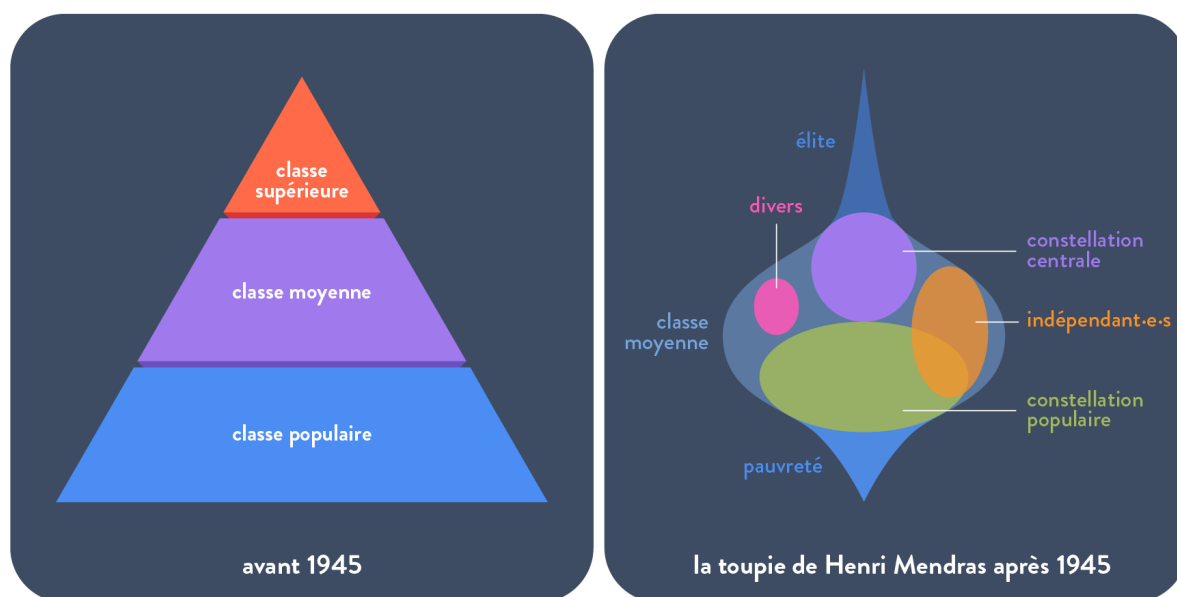 classe
supérieure
classe moyenne
classe populaire
avant 1945
élite
divers
constellation
centrale
classe
moyenne
indépendant·e·s
constellation
populaire
pauvreté
la toupie de Henri Mendras après 1945